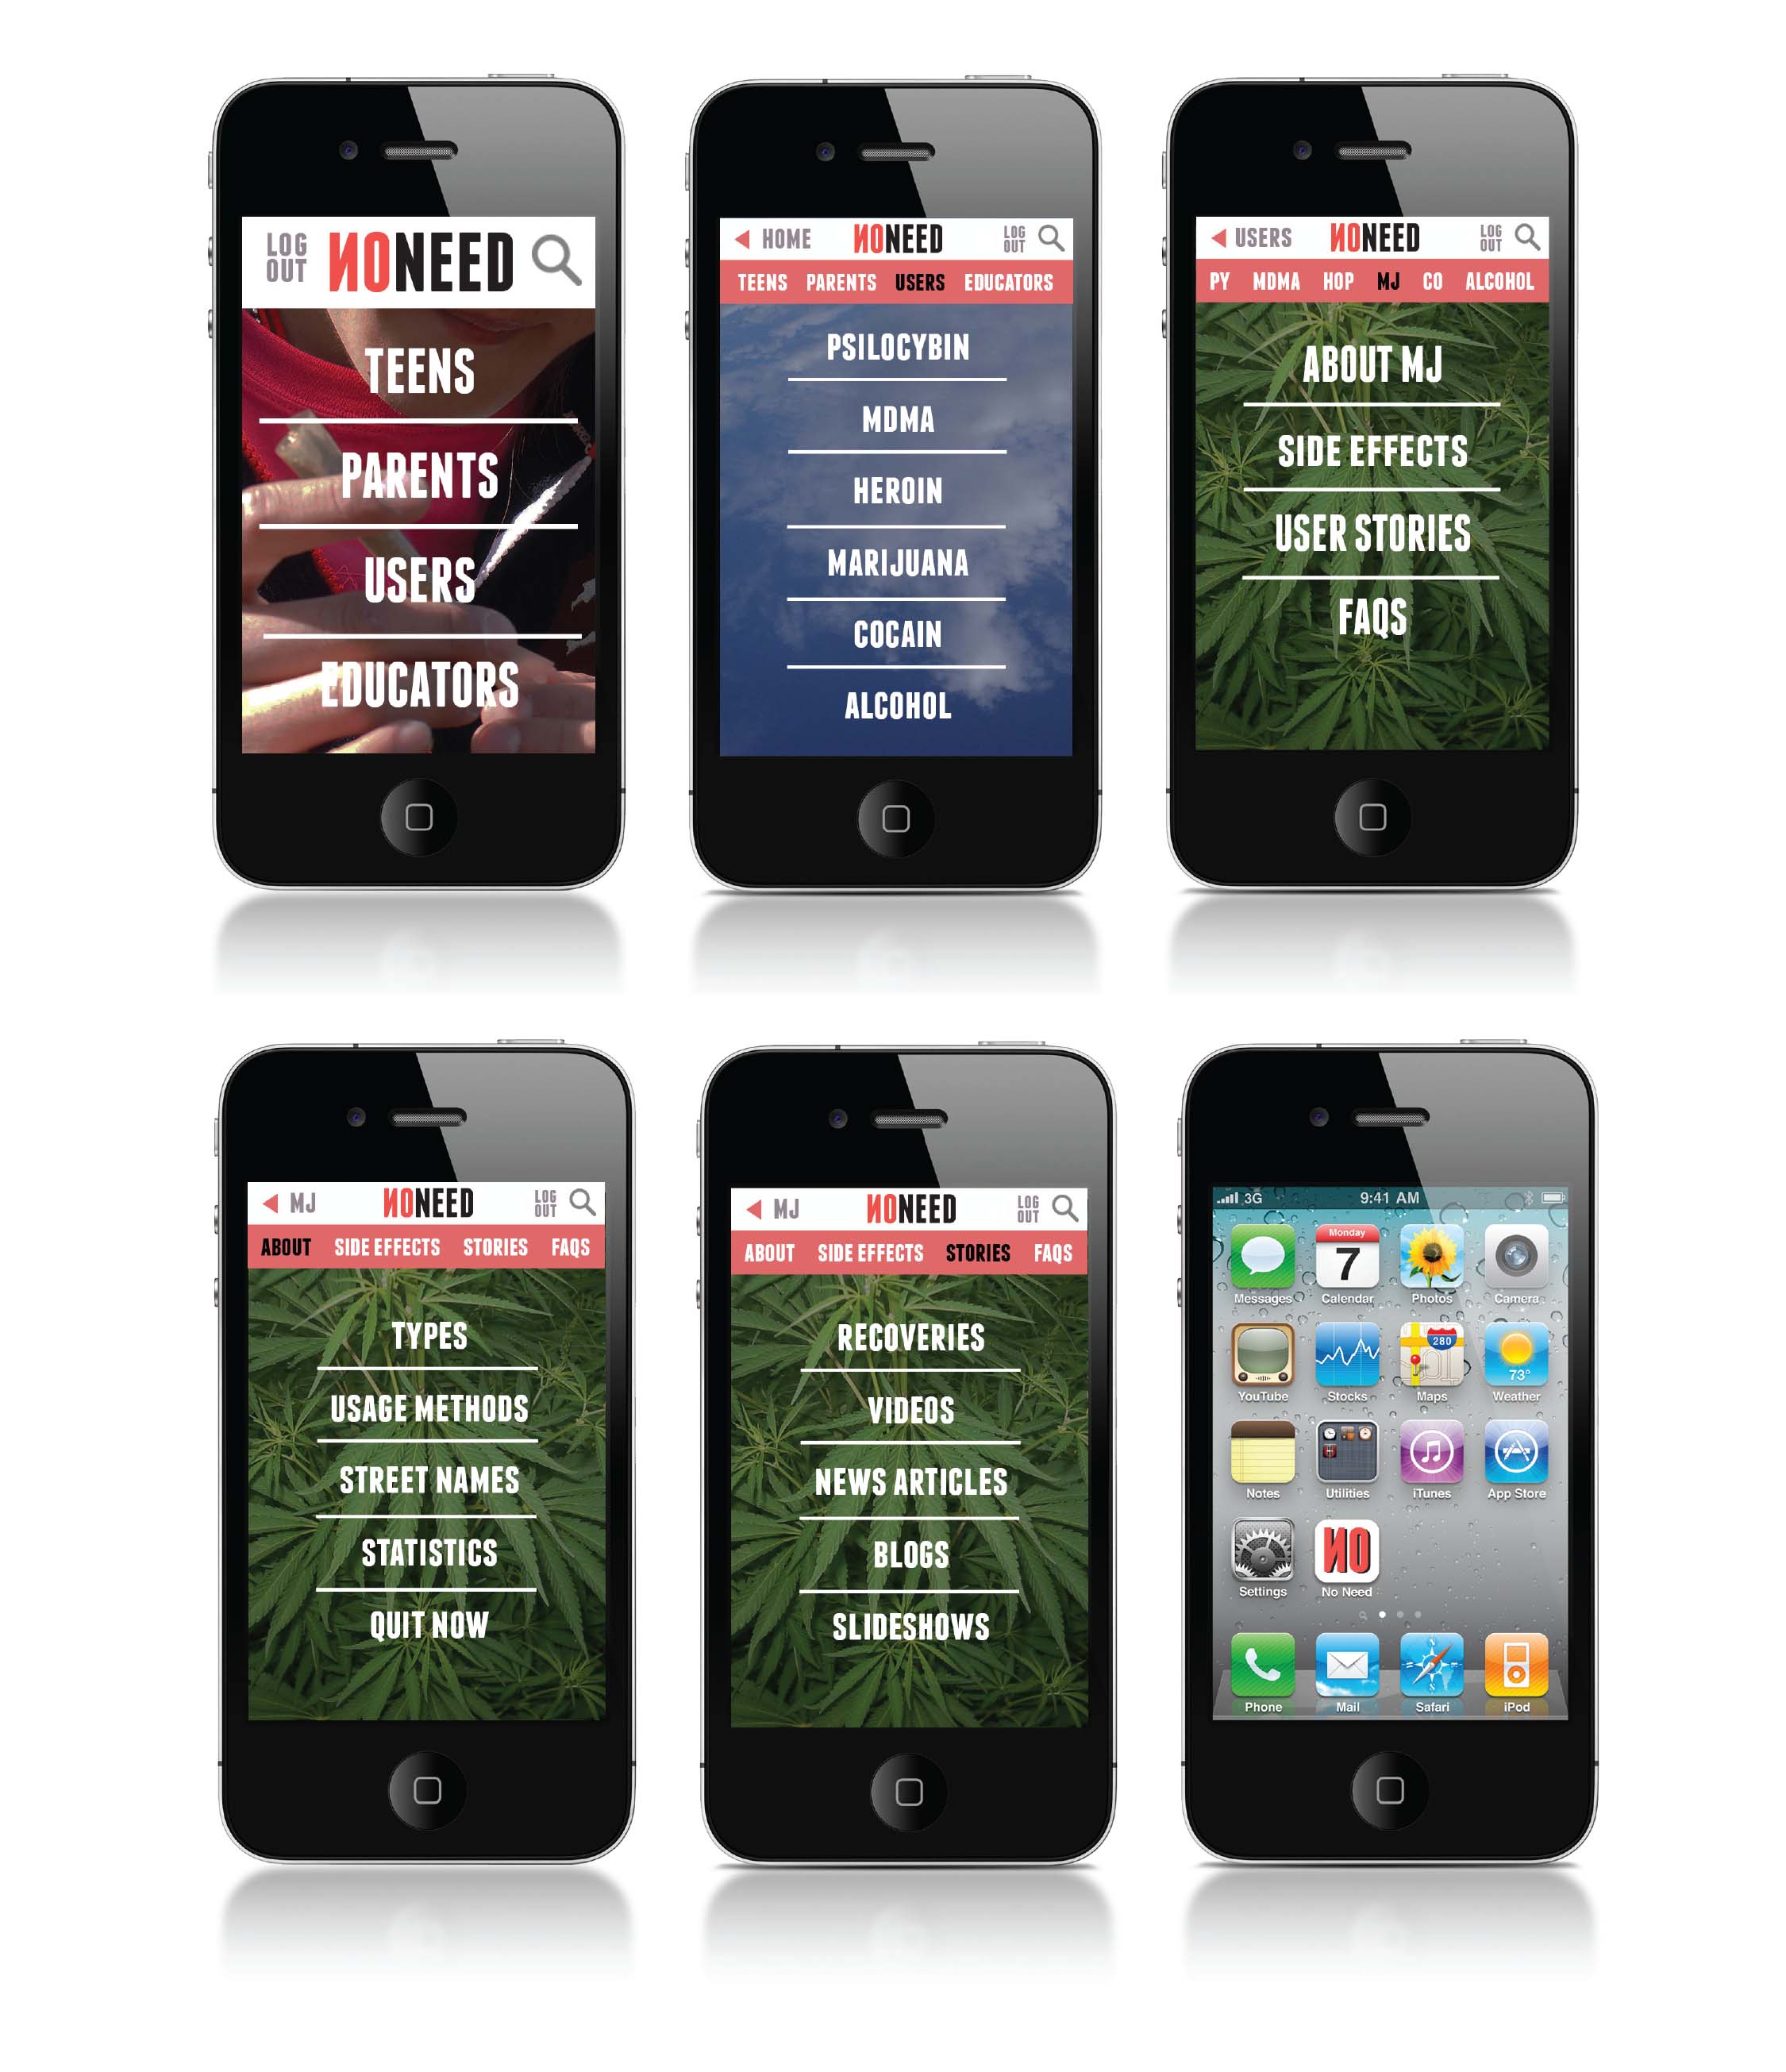 LOG OUT
NONEED
TEENS
PARENTS
USERS
EDUCATORS
HOME
NONEED
LOG OUT
TEENS PARENTS USERS EDUCATORS
PSILOCYBIN
MDMA
HEROIN
MARIJUANA
COCAIN
ALCOHOL
USERS
NONEED
LOG OUT
PY MDMA HOP MJ CO ALCOHOL
ABOUT MJ
SIDE EFFECTS
USER STORIES
FAQS
MJ
NONEED
LOG OUT
ABOUT SIDE EFFECTS STORIES FAQS
TYPES
USAGE METHODS
STREET NAMES
STATISTICS
QUIT NOW
MJ
NONEED
LOG OUT
ABOUT SIDE EFFECTS STORIES FAQS
RECOVERIES
VIDEOS
NEWS ARTICLES
BLOGS
SLIDESHOWS
3G 9:41 AM
Monday
7
280
73°
Messages Calendar Photos Camera
YouTube Stocks Maps Weather
Notes Utilities iTunes App Store
NO
Settings No Need
Phone Mail Safari iPod